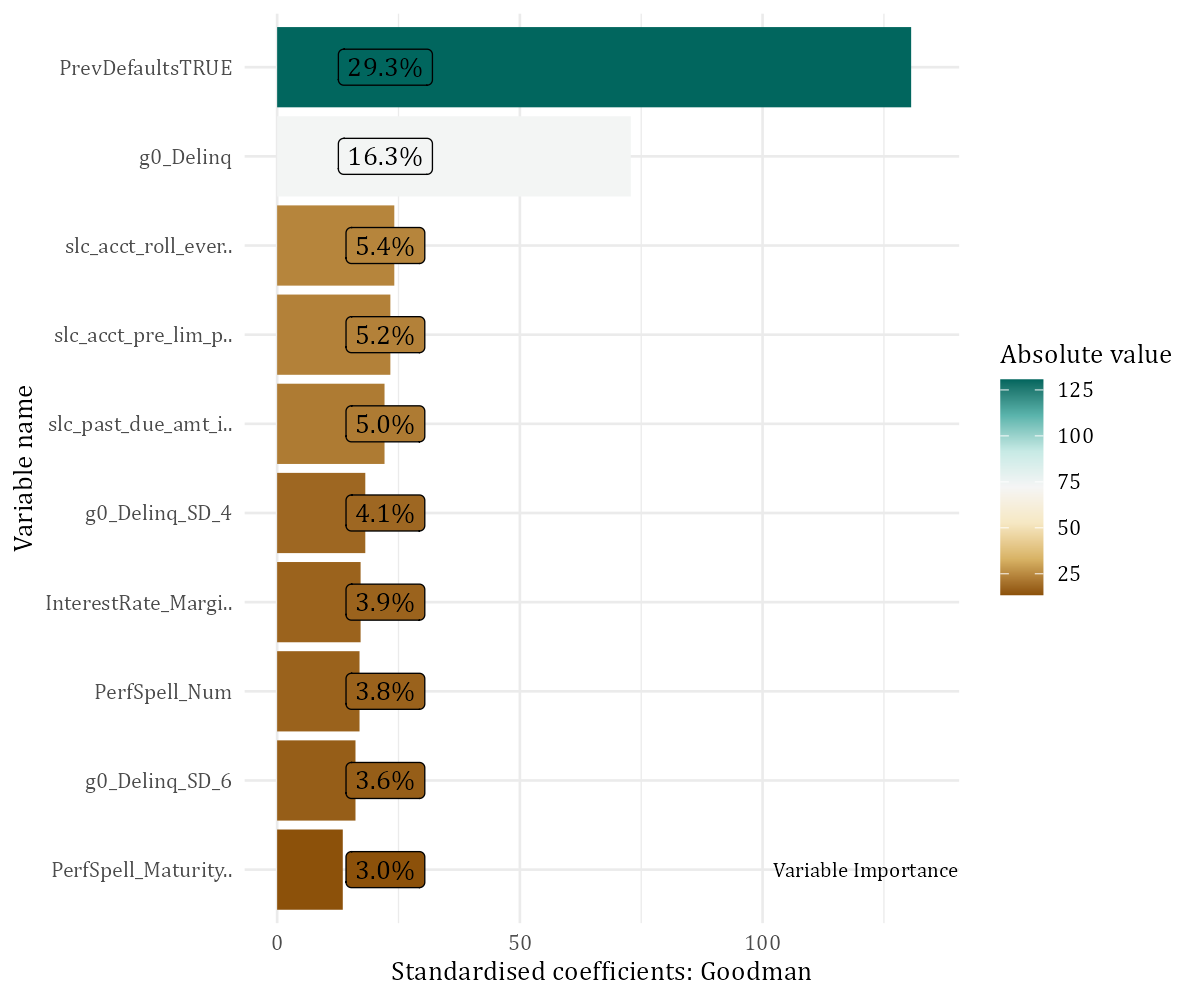 PrevDefaultsTRUE
29.3%
g0_Delinq
16.3%
slc_acct_roll_ever..
5.4%
slc_acct_pre_lim_p..
5.2%
slc_past_due_amt_i..
5.0%
g0_Delinq_SD_4
4.1%
InterestRate_Margi..
3.9%
PerfSpell_Num
3.8%
g0_Delinq_SD_6
3.6%
PerfSpell_Maturity..
3.0%
Variable Importance
0
50
100
Standardised coefficients: Goodman
Variable name
Absolute value
125
100
75
50
25